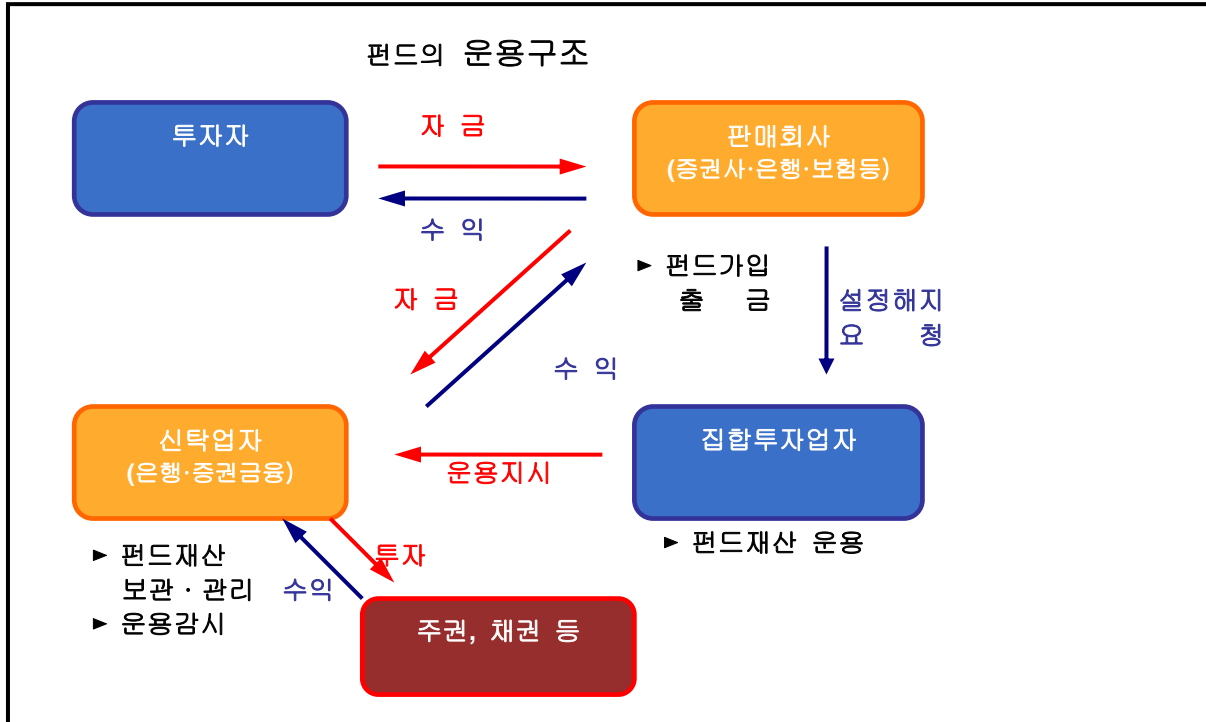 펀드의 운용구조
투자자
자 금
판매회사
(증권사·은행·보험등)
수 익
► 펀드가입
출 금
설정해지
요 청
자 금
수 익
신탁업자
(은행·증권금융)
운용지시
집합투자업자
► 펀드재산 운용
► 펀드재산
보관 · 관리
► 운용감시
투자
수익
주권, 채권 등